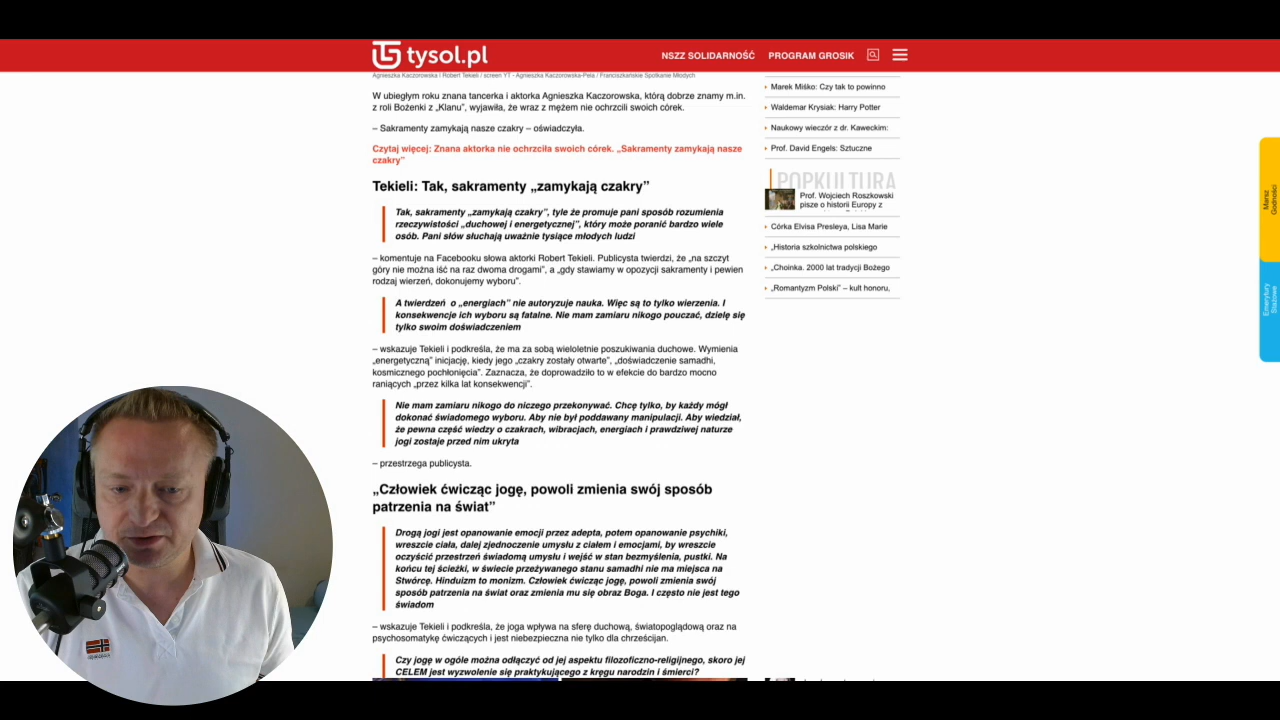 tysol.pl
NSZZ SOLIDARNOŚĆ
PROGRAM GROSIK
Agnieszka Kaczorowska i Robert Tekieli / screen YT - Agnieszka Kaczorowska-Pela / Franciszkańskie Spotkanie Młodych
W ubiegłym roku znana tancerka i aktorka Agnieszka Kaczorowska, którą dobrze znamy m.in.
z roli Bożenki z „Klanu”, wyjawiła, że wraz z mężem nie ochrzcili swoich córek.
– Sakramenty zamykają nasze czakry – oświadczyła.
Czytaj więcej: Znana aktorka nie ochrzciła swoich córek. „Sakramenty zamykają nasze
czakry”
Tekieli: Tak, sakramenty „zamykają czakry”
Tak, sakramenty „zamykają czakry”, tyle że promuje pani sposób rozumienia
rzeczywistości „duchowej i energetycznej”, który może poranić bardzo wiele
osób. Pani słów słuchają uważnie tysiące młodych ludzi
– komentuje na Facebooku słowa aktorki Robert Tekieli. Publicysta twierdzi, że „na szczyt
góry nie można iść na raz dwoma drogami”, a „gdy stawiamy w opozycji sakramenty i pewien
rodzaj wierzeń, dokonujemy wyboru”.
A twierdzeń o „energiach” nie autoryzuje nauka. Więc są to tylko wierzenia. I
konsekwencje ich wyboru są fatalne. Nie mam zamiaru nikogo pouczać, dzielę się
tylko swoim doświadczeniem
– wskazuje Tekieli i podkreśla, że ma za sobą wieloletnie poszukiwania duchowe. Wymienia
„energetyczną” inicjację, kiedy jego „czakry zostały otwarte”, „doświadczenie samadhi,
kosmicznego pochłonięcia”. Zaznacza, że doprowadziło to w efekcie do bardzo mocno
raniących „przez kilka lat konsekwencji”.
Nie mam zamiaru nikogo do niczego przekonywać. Chcę tylko, by każdy mógł
dokonać świadomego wyboru. Aby nie był poddawany manipulacji. Aby wiedział,
że pewna część wiedzy o czakrach, wibracjach, energiach i prawdziwej naturze
jogi zostaje przed nim ukryta
– przestrzega publicysta.
„Człowiek ćwicząc jogę, powoli zmienia swój sposób
patrzenia na świat”
Drogą jogi jest opanowanie emocji przez adepta, potem opanowanie psychiki,
wreszcie ciała, dalej zjednoczenie umysłu z ciałem i emocjami, by wreszcie
oczyścić przestrzeń świadomą umysłu i wejść w stan bezmyślenia, pustki. Na
końcu tej ścieżki, w świecie przeżywanego stanu samadhi nie ma miejsca na
Stwórcę. Hinduizm to monizm. Człowiek ćwicząc jogę, powoli zmienia swój
sposób patrzenia na świat oraz zmienia mu się obraz Boga. I często nie jest tego
świadom
– wskazuje Tekieli i podkreśla, że joga wpływa na sferę duchową, światopoglądową oraz na
psychosomatykę ćwiczących i jest niebezpieczna nie tylko dla chrześcijan.
Czy jogę w ogóle można odłączyć od jej aspektu filozoficzno-religijnego, skoro jej
CELEM jest wyzwolenie się praktykującego z kręgu narodzin i śmierci?
Marek Miśko: Czy tak to powinno
Waldemar Krysiak: Harry Potter
Naukowy wieczór z dr. Kaweckim:
Prof. David Engels: Sztuczne
POPKULTURA
Prof. Wojciech Roszkowski
pisze o historii Europy z
Córka Elvisa Presleya, Lisa Marie
„Historia szkolnictwa polskiego
„Choinka. 2000 lat tradycji Bożego
„Romantyzm Polski” – kult honoru,
Marsz
Godności
Emerytury
Stażowe